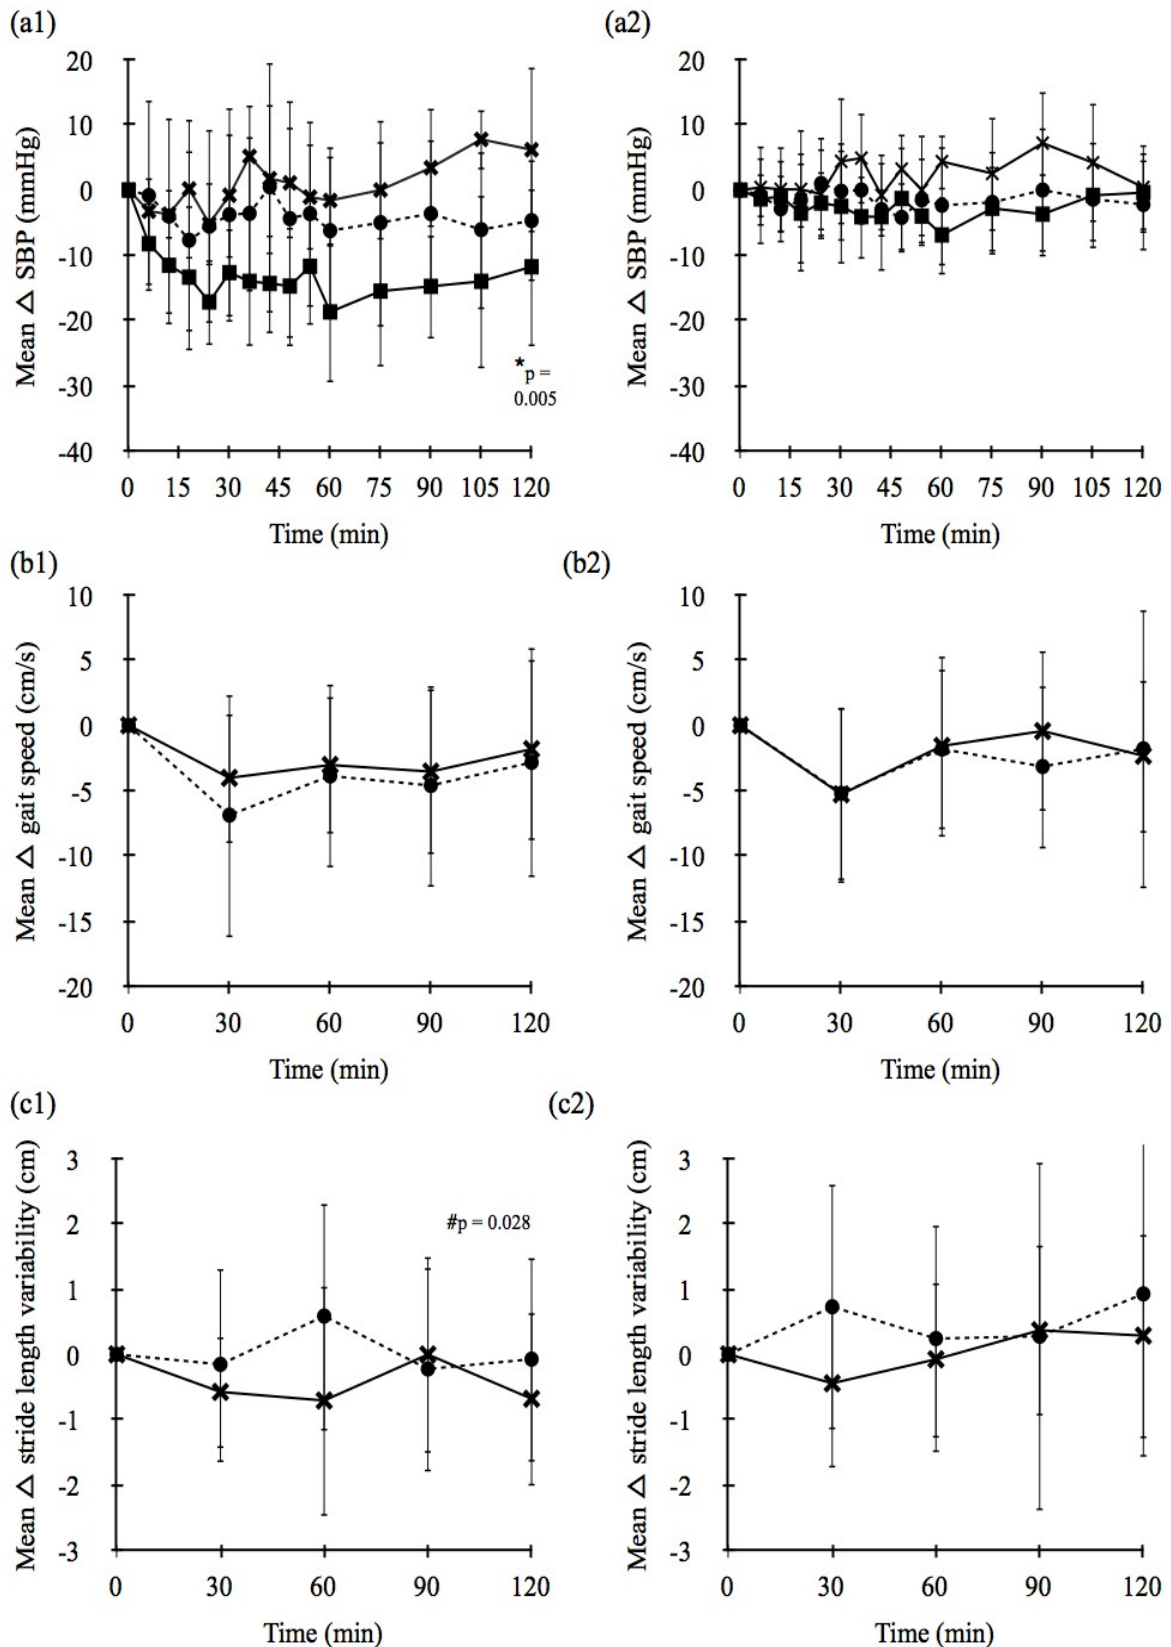 (a1)
(a2)
20
10
0
-10
-20
-30
-40
Mean △ SBP (mmHg)
*p =
0.005
0 15 30 45 60 75 90 105 120
Time (min)
20
10
0
-10
-20
-30
-40
Mean △ SBP (mmHg)
0 15 30 45 60 75 90 105 120
Time (min)
(b1)
(b2)
10
5
0
-5
-10
-15
-20
Mean △ gait speed (cm/s)
0 30 60 90 120
Time (min)
10
5
0
-5
-10
-15
-20
Mean △ gait speed (cm/s)
0 30 60 90 120
Time (min)
(c1)
(c2)
3
2
1
0
-1
-2
-3
Mean △ stride length variability (cm)
#p = 0.028
0 30 60 90 120
Time (min)
3
2
1
0
-1
-2
-3
Mean △ stride length variability (cm)
0 30 60 90 120
Time (min)